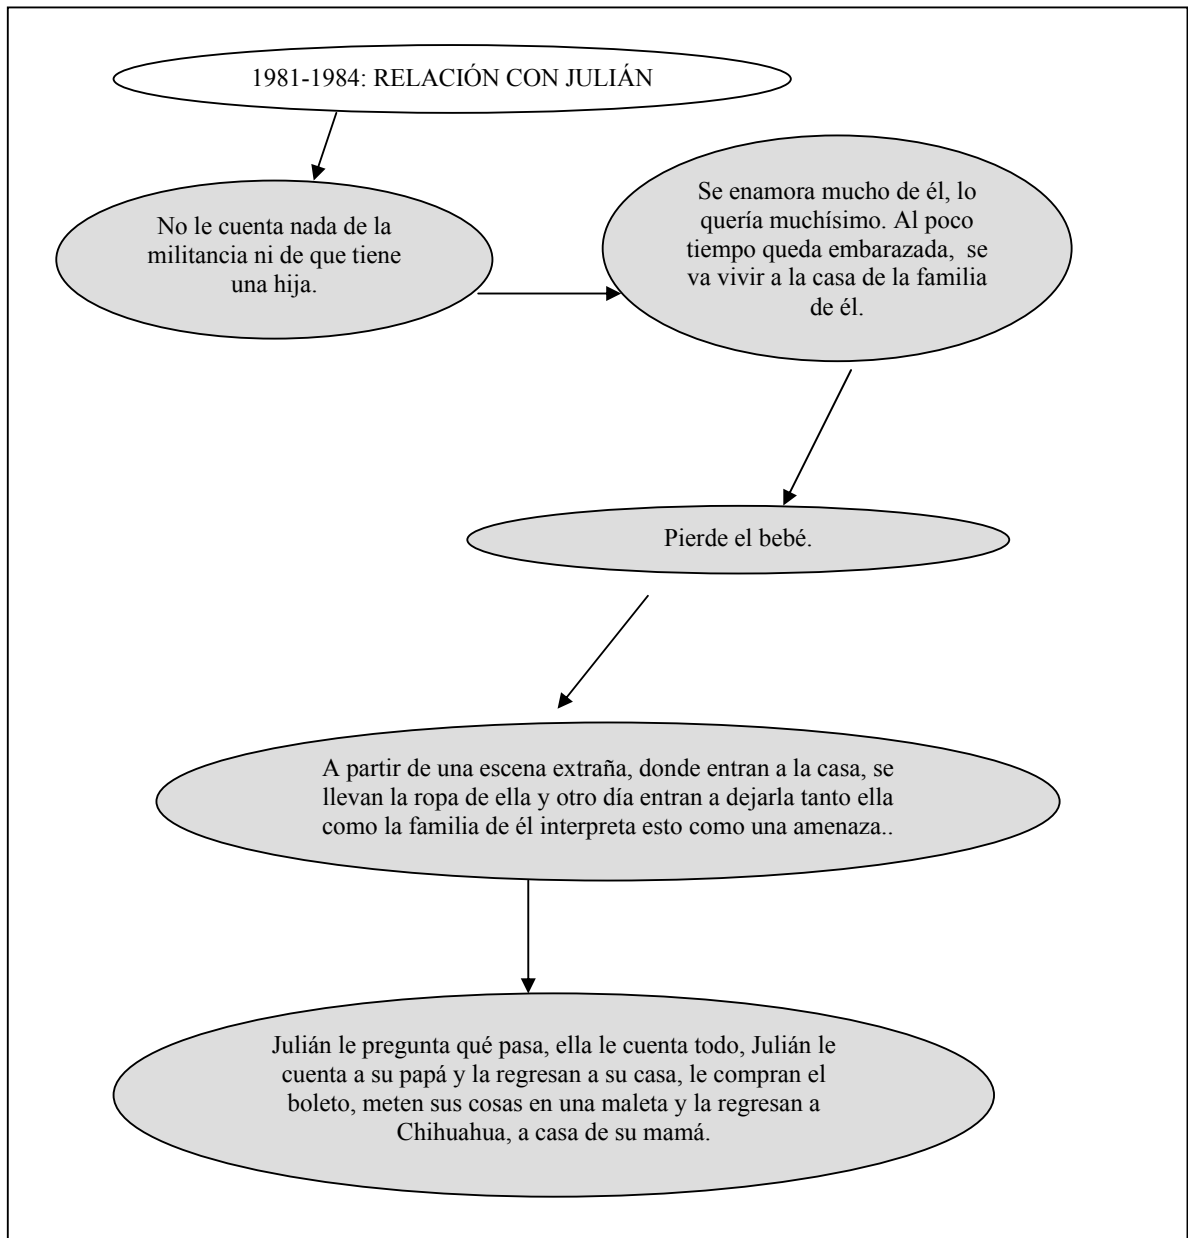 1981-1984: RELACIÓN CON JULIÁN
No le cuenta nada de la
militancia ni de que tiene
una hija.
Se enamora mucho de él, lo
quería muchísimo. Al poco
tiempo queda embarazada, se
va vivir a la casa de la familia
de él.
Pierde el bebé.
A partir de una escena extraña, donde entran a la casa, se
llevan la ropa de ella y otro día entran a dejarla tanto ella
como la familia de él interpreta esto como una amenaza..
Julián le pregunta qué pasa, ella le cuenta todo, Julián le
cuenta a su papá y la regresan a su casa, le compran el
boleto, meten sus cosas en una maleta y la regresan a
Chihuahua, a casa de su mamá.